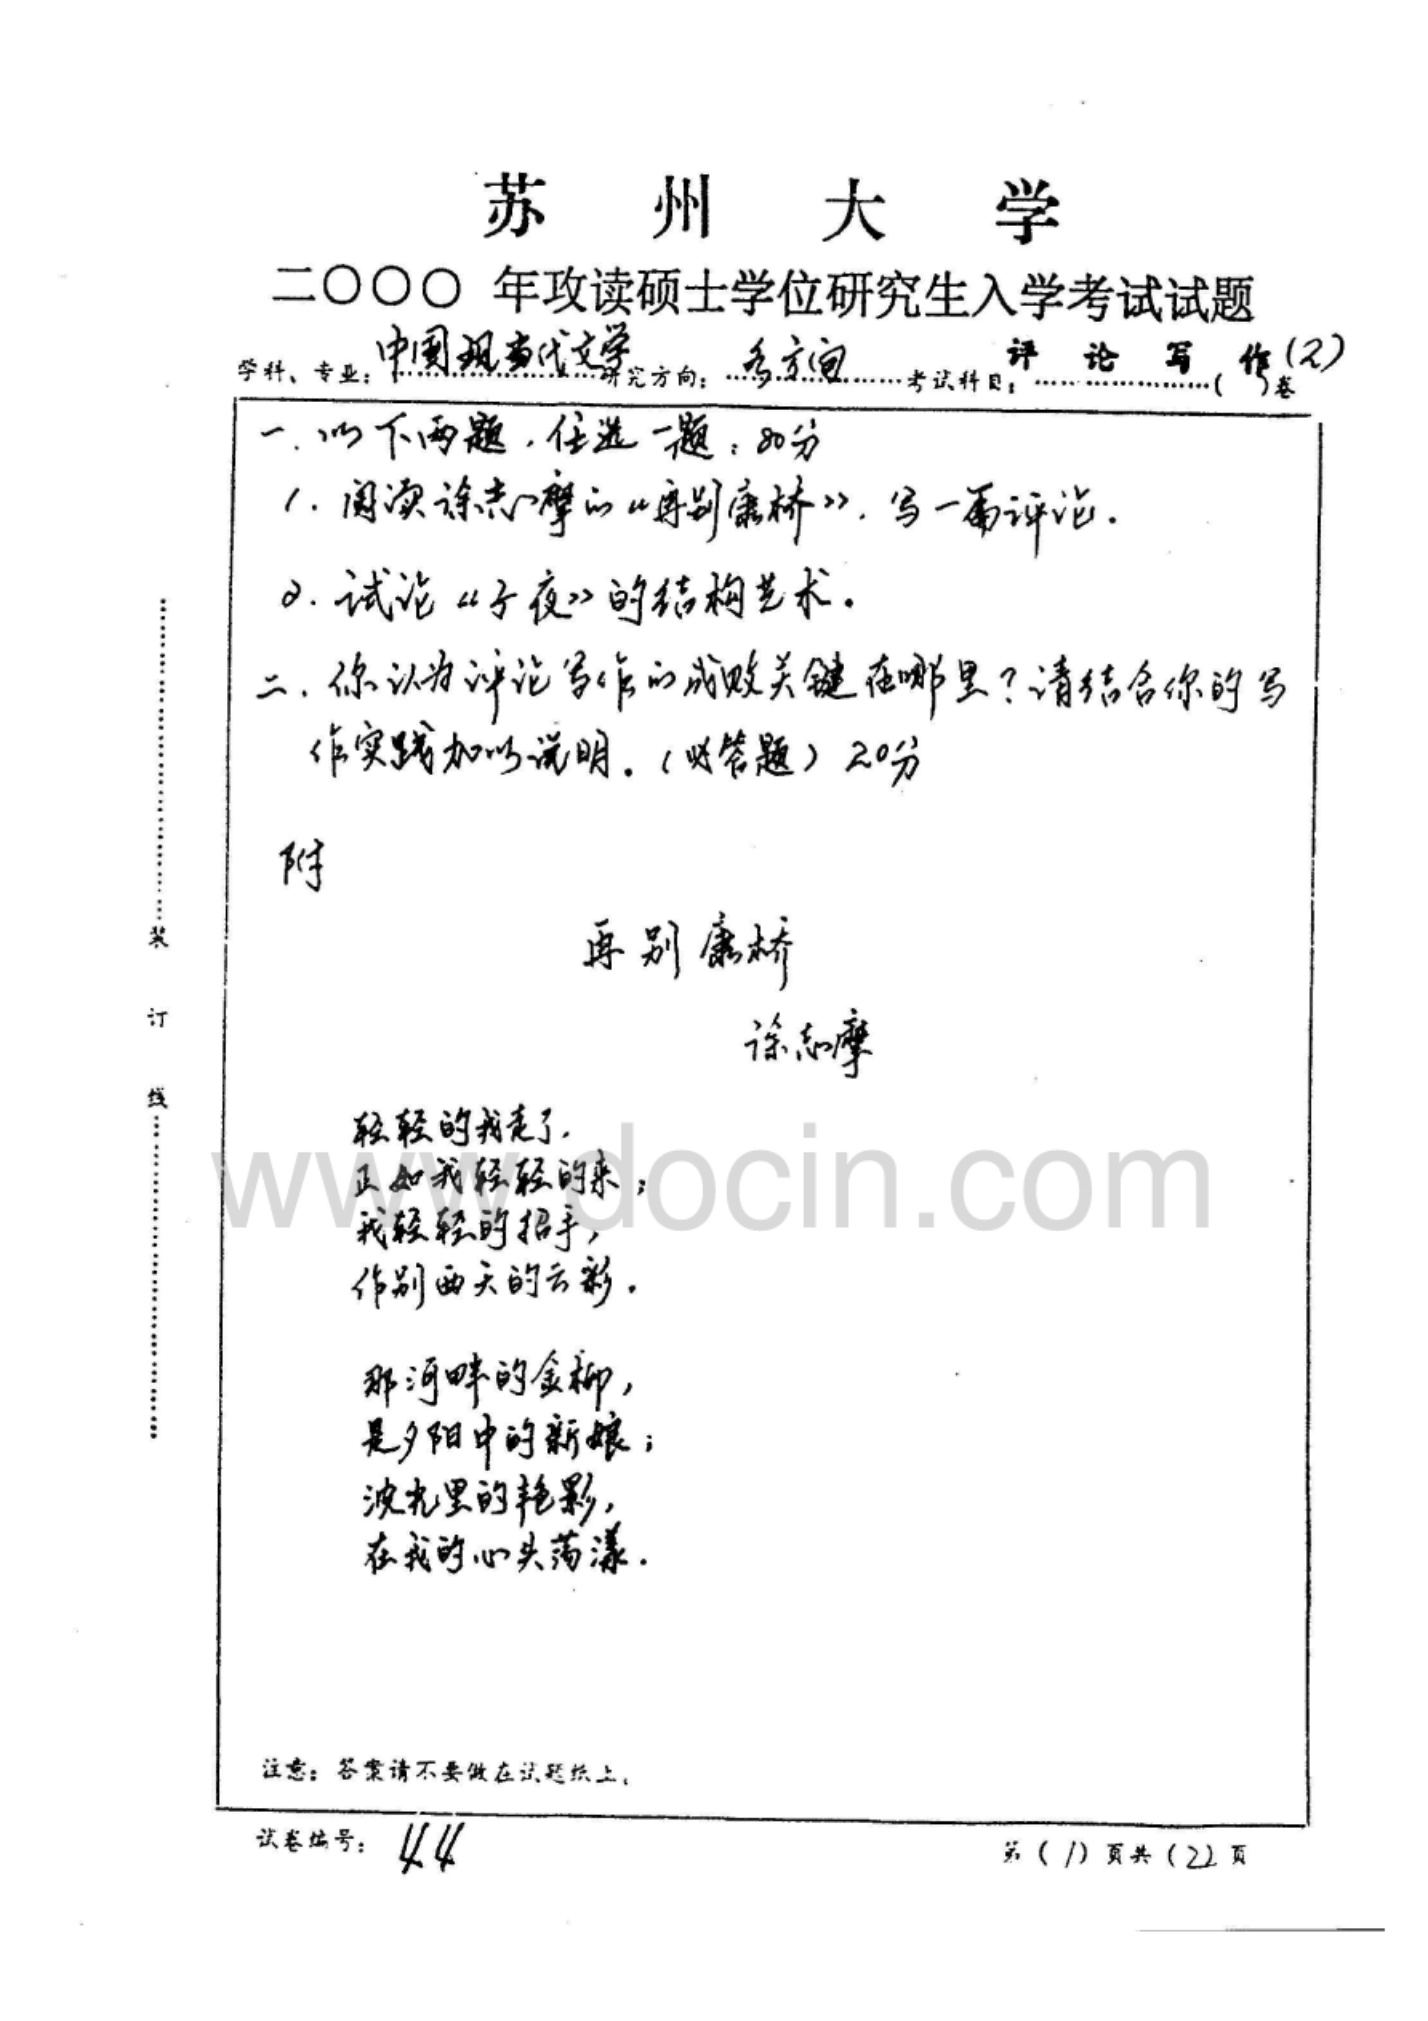 苏州大学
二〇〇〇 年攻读硕士学位研究生入学考试试题
学科、专业：中国现当代文学 研究方向：各方向 考试科目：评论写作(2) ( )卷
一、以下两题，任选一题：80分
1. 阅读徐志摩的《再别康桥》，写一篇评论.
2. 试论《子夜》的结构艺术。
二、你认为评论写作的成败关键在哪里？请结合你的写
作实践加以说明。(必答题) 20分
附
再别康桥
徐志摩
轻轻的我走了，
正如我轻轻的来；
我轻轻的招手，
作别西天的云彩.
那河畔的金柳，
是夕阳中的新娘；
波光里的艳影，
在我的心头荡漾.
注意：答案请不要做在试题纸上.
试卷编号：44
第(1)页共(2)页
装
订
线
www.docin.com